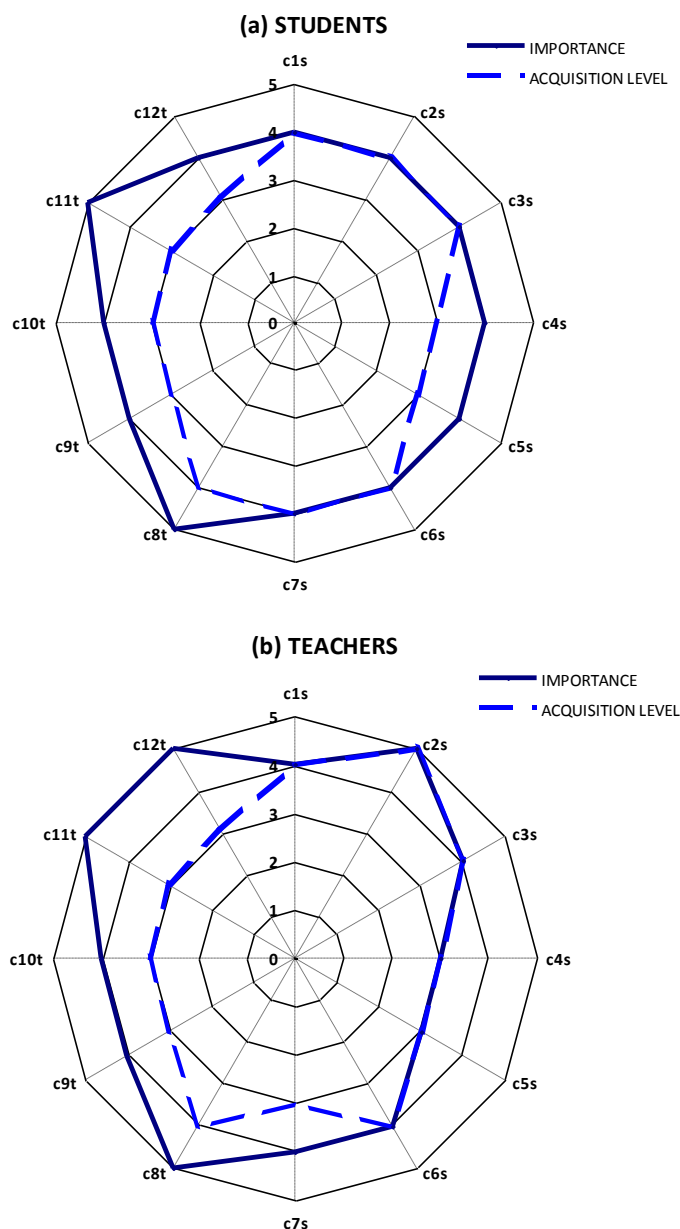 (a) STUDENTS
IMPORTANCE
ACQUISITION LEVEL
c1s
c2s
c3s
c4s
c5s
c6s
c7s
c8t
c9t
c10t
c11t
c12t
5
4
3
2
1
0
(b) TEACHERS
IMPORTANCE
ACQUISITION LEVEL
c1s
c2s
c3s
c4s
c5s
c6s
c7s
c8t
c9t
c10t
c11t
c12t
5
4
3
2
1
0